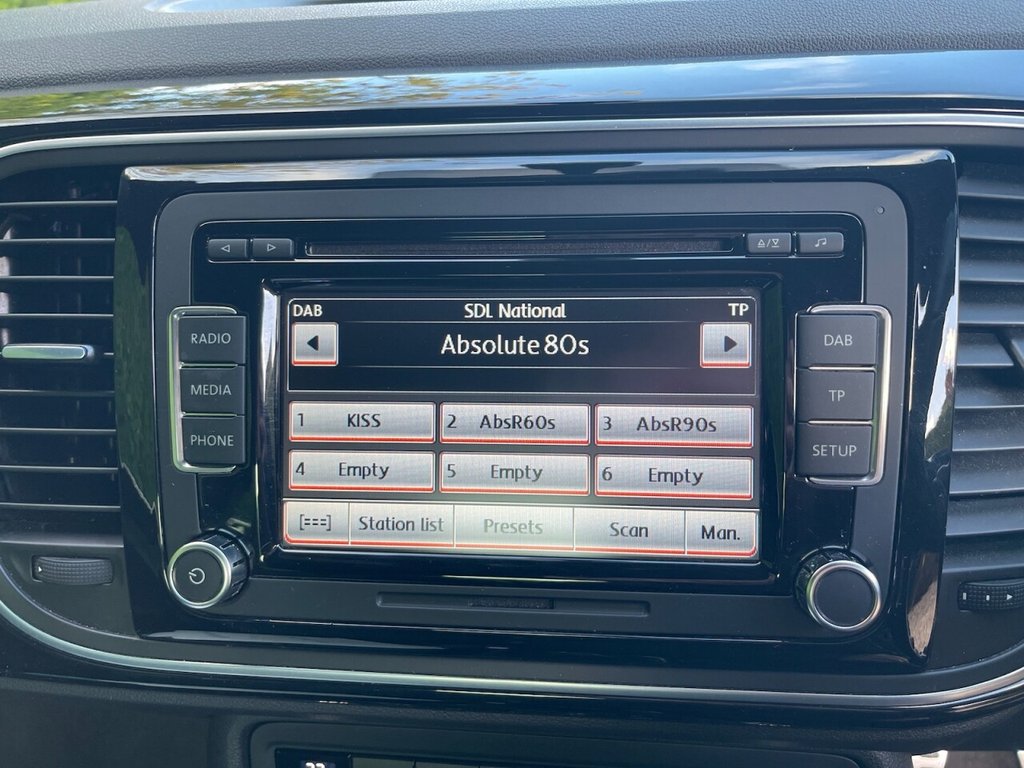 DAB SDL National TP
Absolute 80s
RADIO
MEDIA
PHONE
DAB
TP
SETUP
1 KISS 2 AbsR60s 3 AbsR90s
4 Empty 5 Empty 6 Empty
Station list Presets Scan Man.